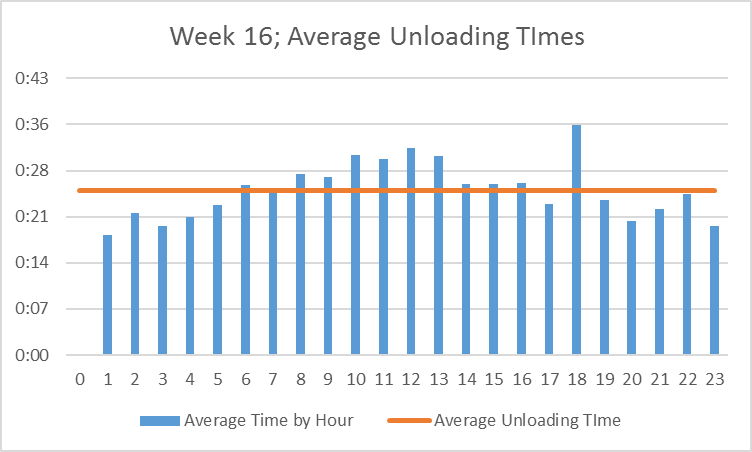 Week 16; Average Unloading TImes
0:43
0:36
0:28
0:21
0:14
0:07
0:00
0 1 2 3 4 5 6 7 8 9 10 11 12 13 14 15 16 17 18 19 20 21 22 23
Average Time by Hour Average Unloading TIme